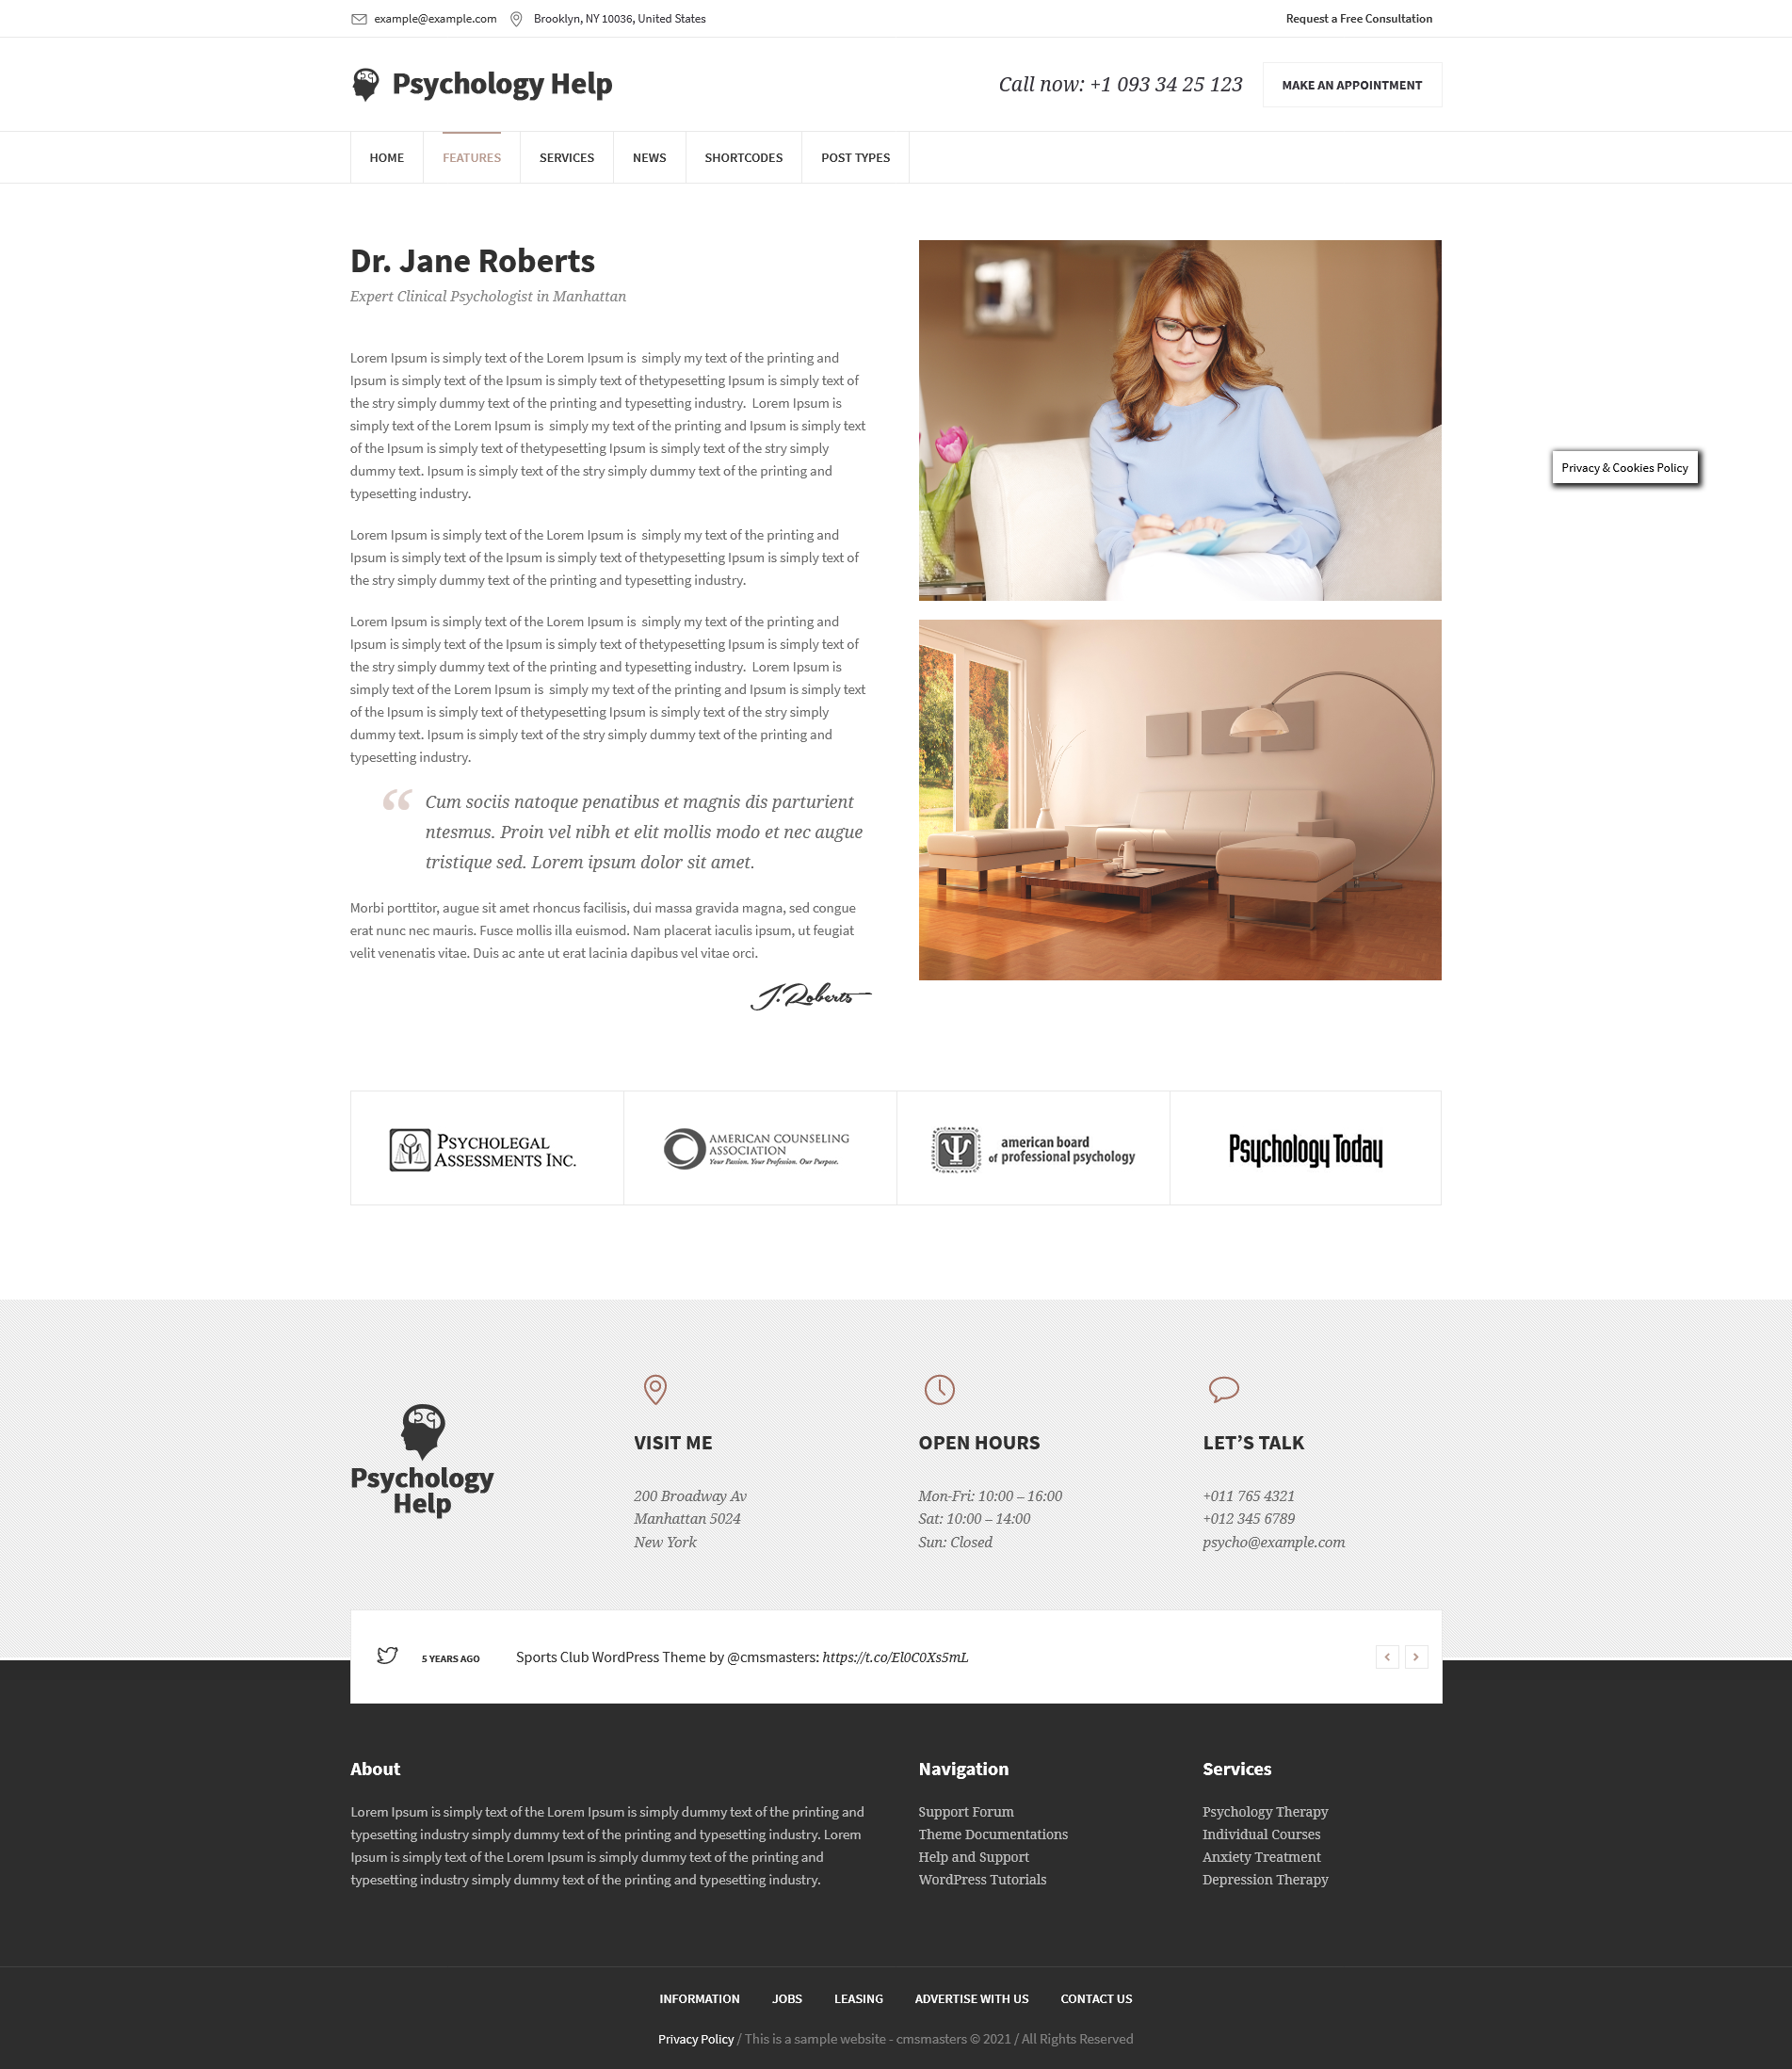 example@example.com Brooklyn, NY 10036, United States Request a Free Consultation
Psychology Help Call now: +1 093 34 25 123 MAKE AN APPOINTMENT
HOME FEATURES SERVICES NEWS SHORTCODES POST TYPES
Dr. Jane Roberts
Expert Clinical Psychologist in Manhattan
Lorem Ipsum is simply text of the Lorem Ipsum is simply my text of the printing and
Ipsum is simply text of the Ipsum is simply text of thetypesetting Ipsum is simply text of
the stry simply dummy text of the printing and typesetting industry. Lorem Ipsum is
simply text of the Lorem Ipsum is simply my text of the printing and Ipsum is simply text
of the Ipsum is simply text of thetypesetting Ipsum is simply text of the stry simply
dummy text. Ipsum is simply text of the stry simply dummy text of the printing and
typesetting industry.
Lorem Ipsum is simply text of the Lorem Ipsum is simply my text of the printing and
Ipsum is simply text of the Ipsum is simply text of thetypesetting Ipsum is simply text of
the stry simply dummy text of the printing and typesetting industry.
Lorem Ipsum is simply text of the Lorem Ipsum is simply my text of the printing and
Ipsum is simply text of the Ipsum is simply text of thetypesetting Ipsum is simply text of
the stry simply dummy text of the printing and typesetting industry. Lorem Ipsum is
simply text of the Lorem Ipsum is simply my text of the printing and Ipsum is simply text
of the Ipsum is simply text of thetypesetting Ipsum is simply text of the stry simply
dummy text. Ipsum is simply text of the stry simply dummy text of the printing and
typesetting industry.
“ Cum sociis natoque penatibus et magnis dis parturient
ntesmus. Proin vel nibh et elit mollis modo et nec augue
tristique sed. Lorem ipsum dolor sit amet.
Morbi porttitor, augue sit amet rhoncus facilisis, dui massa gravida magna, sed congue
erat nunc nec mauris. Fusce mollis illa euismod. Nam placerat iaculis ipsum, ut feugiat
velit venenatis vitae. Duis ac ante ut erat lacinia dapibus vel vitae orci.
J. Roberts
Privacy & Cookies Policy
PSYCHOLEGAL
ASSESSMENTS INC.
AMERICAN COUNSELING
ASSOCIATION
Your Passion. Your Profession. Our Purpose.
american board
of professional psychology
Psychology Today
Psychology
Help
VISIT ME
200 Broadway Av
Manhattan 5024
New York
OPEN HOURS
Mon-Fri: 10:00 – 16:00
Sat: 10:00 – 14:00
Sun: Closed
LET’S TALK
+011 765 4321
+012 345 6789
psycho@example.com
5 YEARS AGO Sports Club WordPress Theme by @cmsmasters: https://t.co/El0C0Xs5mL
About
Lorem Ipsum is simply text of the Lorem Ipsum is simply dummy text of the printing and
typesetting industry simply dummy text of the printing and typesetting industry. Lorem
Ipsum is simply text of the Lorem Ipsum is simply dummy text of the printing and
typesetting industry simply dummy text of the printing and typesetting industry.
Navigation
Support Forum
Theme Documentations
Help and Support
WordPress Tutorials
Services
Psychology Therapy
Individual Courses
Anxiety Treatment
Depression Therapy
INFORMATION JOBS LEASING ADVERTISE WITH US CONTACT US
Privacy Policy / This is a sample website - cmsmasters © 2021 / All Rights Reserved